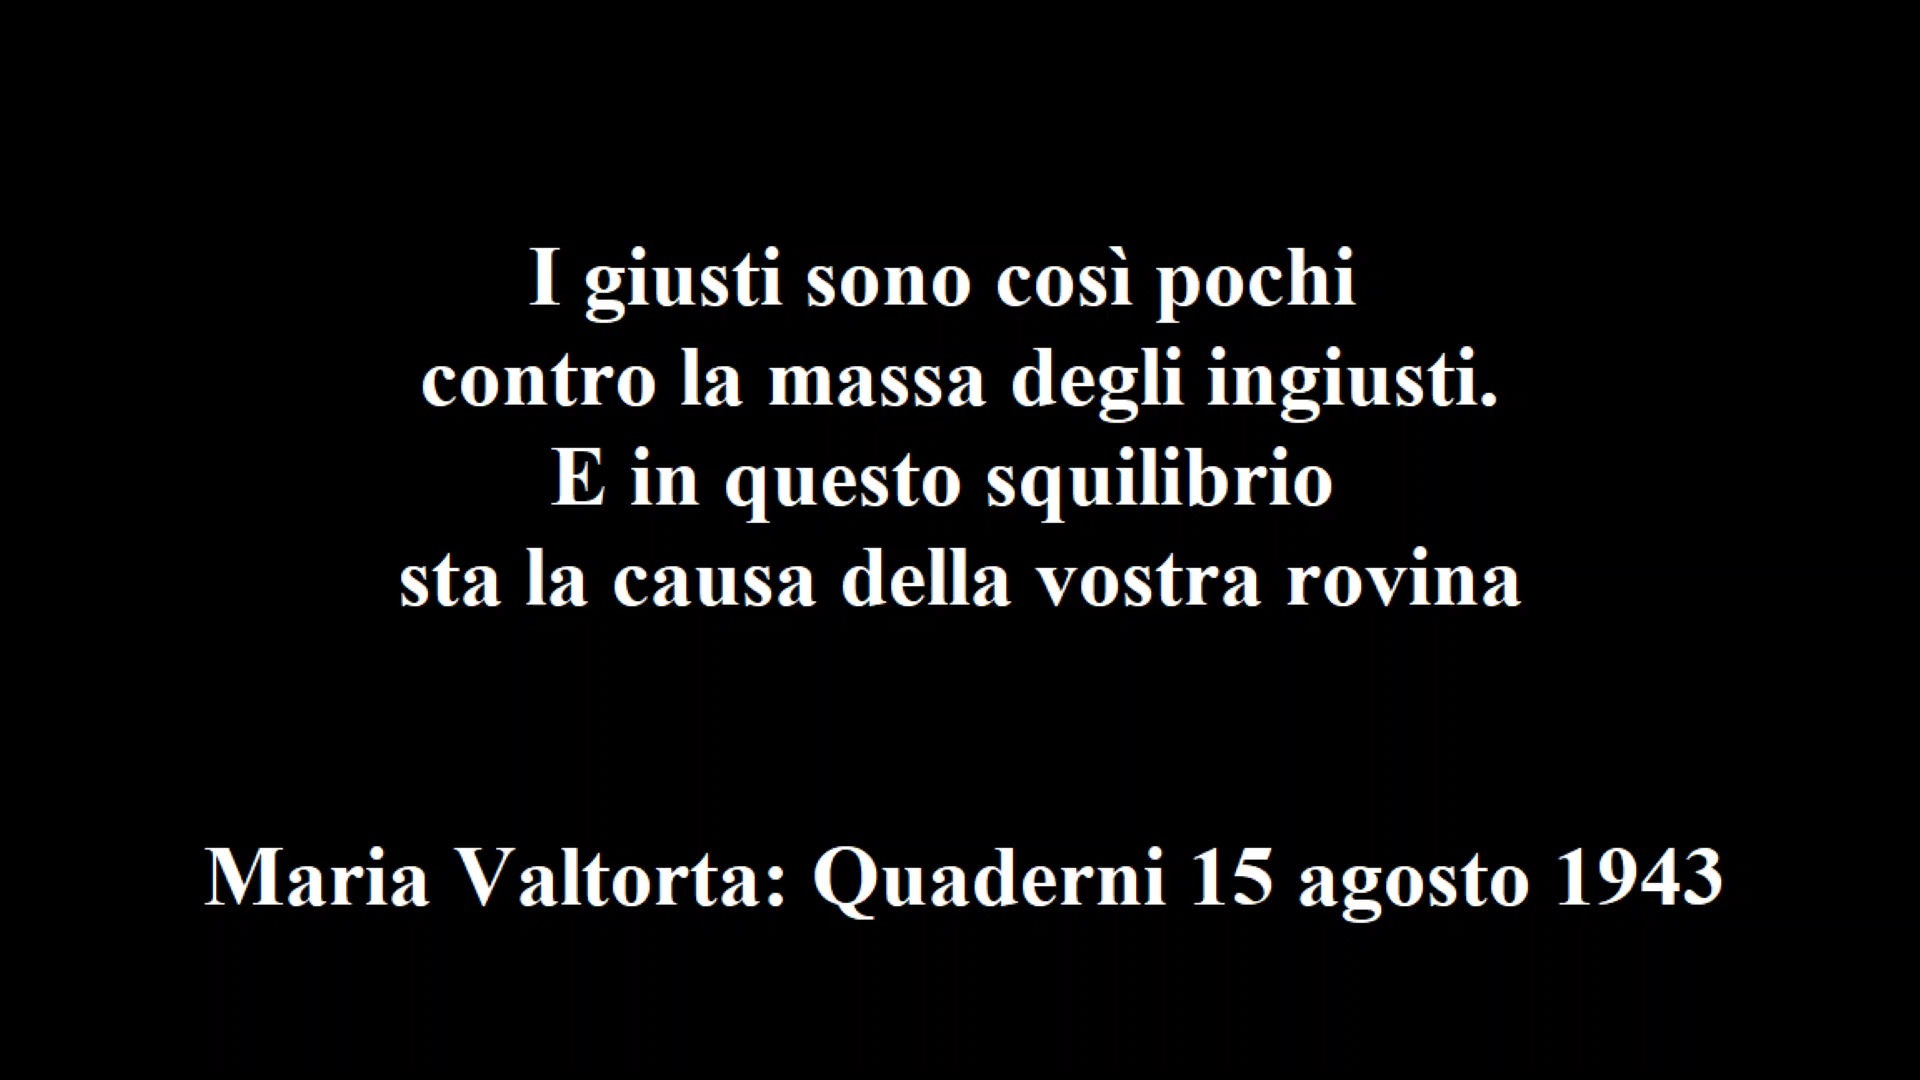 I giusti sono così pochi
contro la massa degli ingiusti.
E in questo squilibrio
sta la causa della vostra rovina
Maria Valtorta: Quaderni 15 agosto 1943